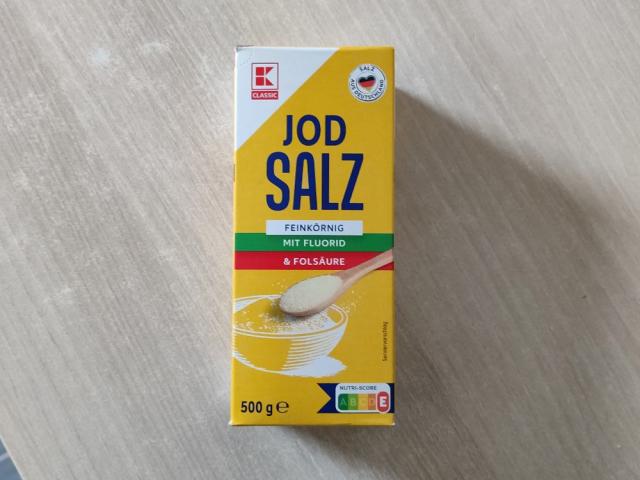 K
CLASSIC
SALZ
AUS DEUTSCHLAND
JOD
SALZ
FEINKÖRNIG
MIT FLUORID
& FOLSÄURE
Serviervorschlag
NUTRI-SCORE
A B C D E
500 g ℮